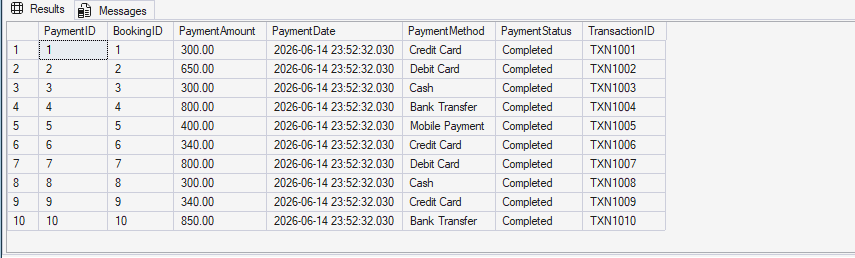 Results Messages
PaymentID BookingID PaymentAmount PaymentDate PaymentMethod PaymentStatus TransactionID
1 1 1 300.00 2026-06-14 23:52:32.030 Credit Card Completed TXN1001
2 2 2 650.00 2026-06-14 23:52:32.030 Debit Card Completed TXN1002
3 3 3 300.00 2026-06-14 23:52:32.030 Cash Completed TXN1003
4 4 4 800.00 2026-06-14 23:52:32.030 Bank Transfer Completed TXN1004
5 5 5 400.00 2026-06-14 23:52:32.030 Mobile Payment Completed TXN1005
6 6 6 340.00 2026-06-14 23:52:32.030 Credit Card Completed TXN1006
7 7 7 800.00 2026-06-14 23:52:32.030 Debit Card Completed TXN1007
8 8 8 300.00 2026-06-14 23:52:32.030 Cash Completed TXN1008
9 9 9 340.00 2026-06-14 23:52:32.030 Credit Card Completed TXN1009
10 10 10 850.00 2026-06-14 23:52:32.030 Bank Transfer Completed TXN1010